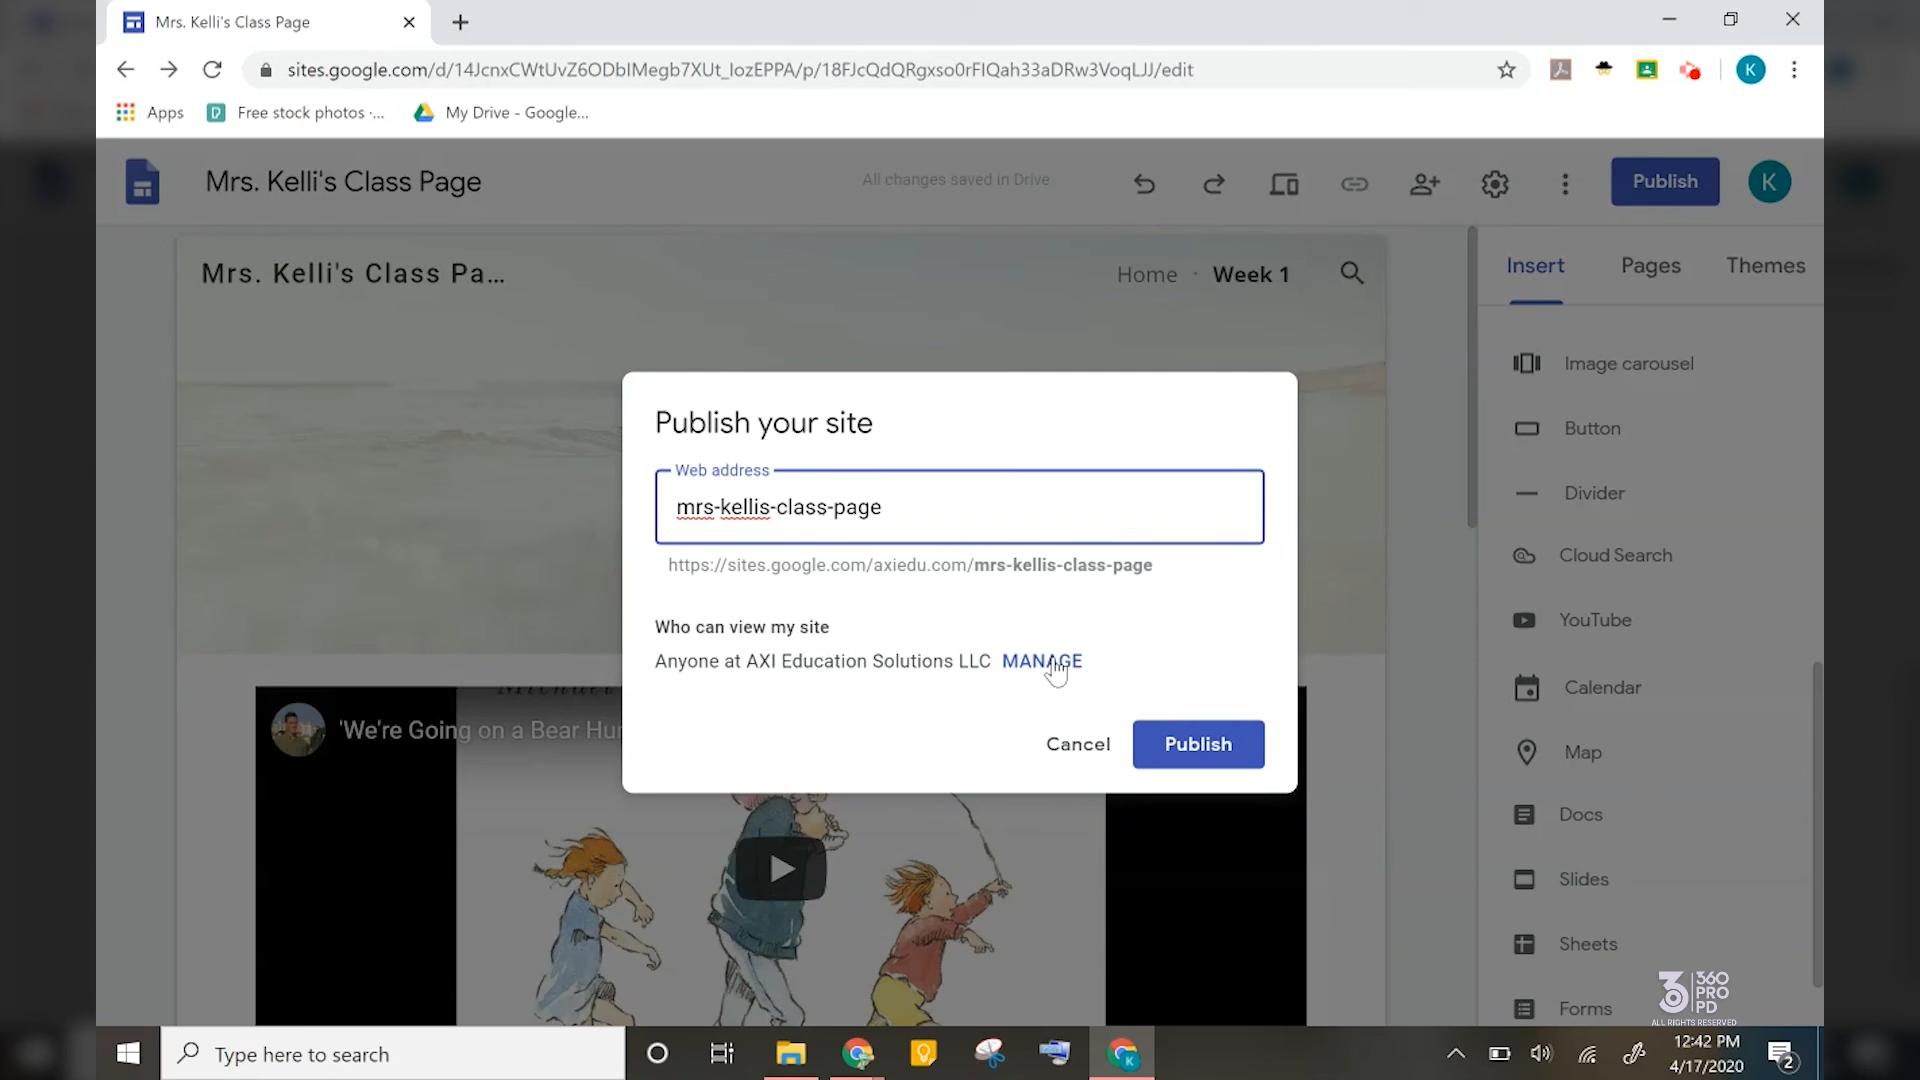 Mrs. Kelli's Class Page
sites.google.com/d/14JcnxCWtUvZ6ODbIMegb7XUt_IozEPPA/p/18FJcQdQRgxso0rFIQah33aDRw3VoqLJJ/edit
K
Apps
Free stock photos ·...
My Drive - Google...
Mrs. Kelli's Class Page
All changes saved in Drive
Publish
K
Mrs. Kelli's Class Pa...
Home · Week 1
Insert
Pages
Themes
Image carousel
Button
Divider
Cloud Search
YouTube
Calendar
Map
Docs
Slides
Sheets
Forms
Publish your site
Web address
mrs-kellis-class-page
https://sites.google.com/axiedu.com/mrs-kellis-class-page
Who can view my site
Anyone at AXI Education Solutions LLC MANAGE
Cancel
Publish
'We're Going on a Bear Hu
360
PRO
PD
ALL RIGHTS RESERVED
Type here to search
K
12:42 PM
4/17/2020
2